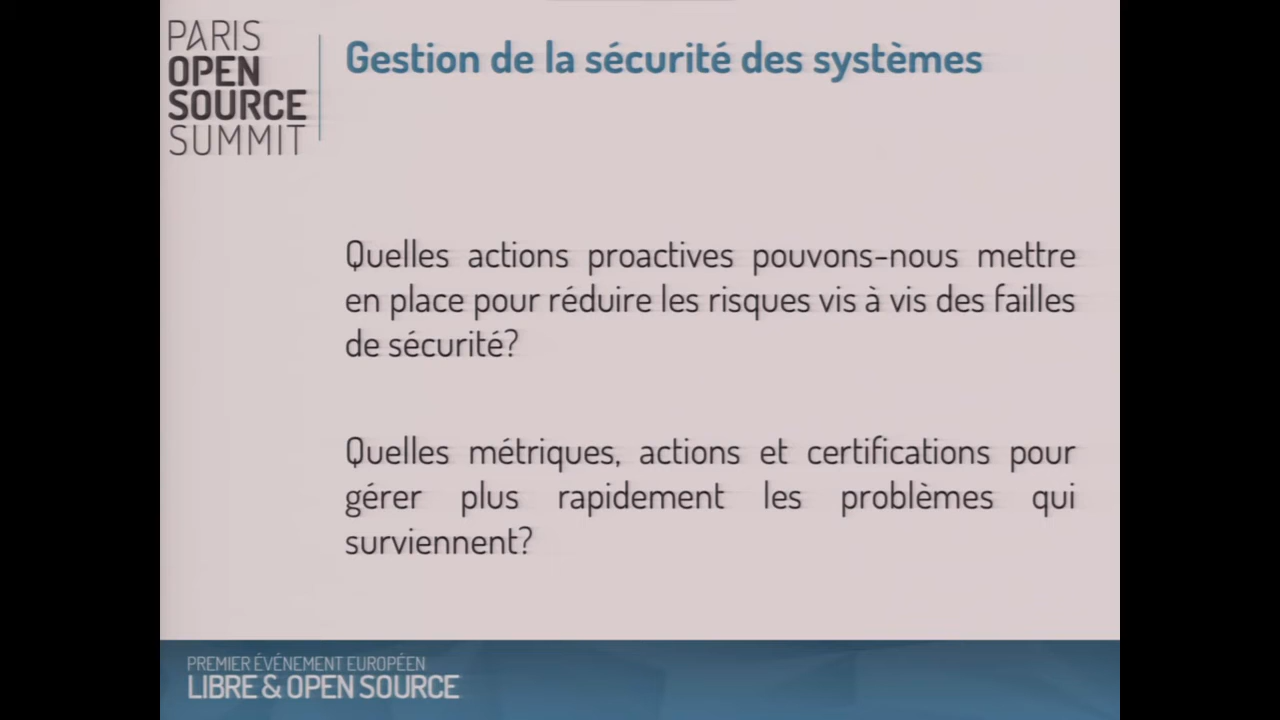 PARIS
OPEN
SOURCE
SUMMIT
Gestion de la sécurité des systèmes
Quelles actions proactives pouvons-nous mettre
en place pour réduire les risques vis à vis des failles
de sécurité?
Quelles métriques, actions et certifications pour
gérer plus rapidement les problèmes qui
surviennent?
PREMIER ÉVÉNEMENT EUROPÉEN
LIBRE & OPEN SOURCE